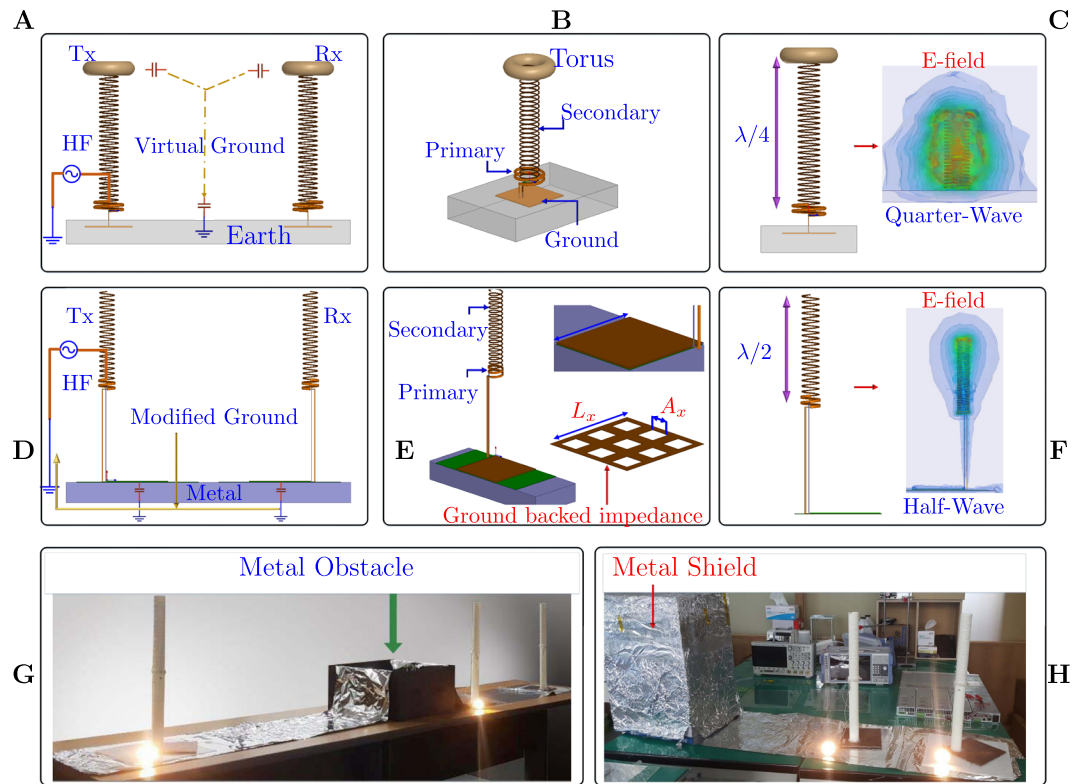 A
B
C
Tx
Rx
HF
Virtual Ground
Earth
Torus
Secondary
Primary
Ground
λ/4
E-field
Quarter-Wave
D
Tx
Rx
HF
Modified Ground
Metal
E
Secondary
Primary
Lx
Ax
Ground backed impedance
F
λ/2
E-field
Half-Wave
G
Metal Obstacle
H
Metal Shield